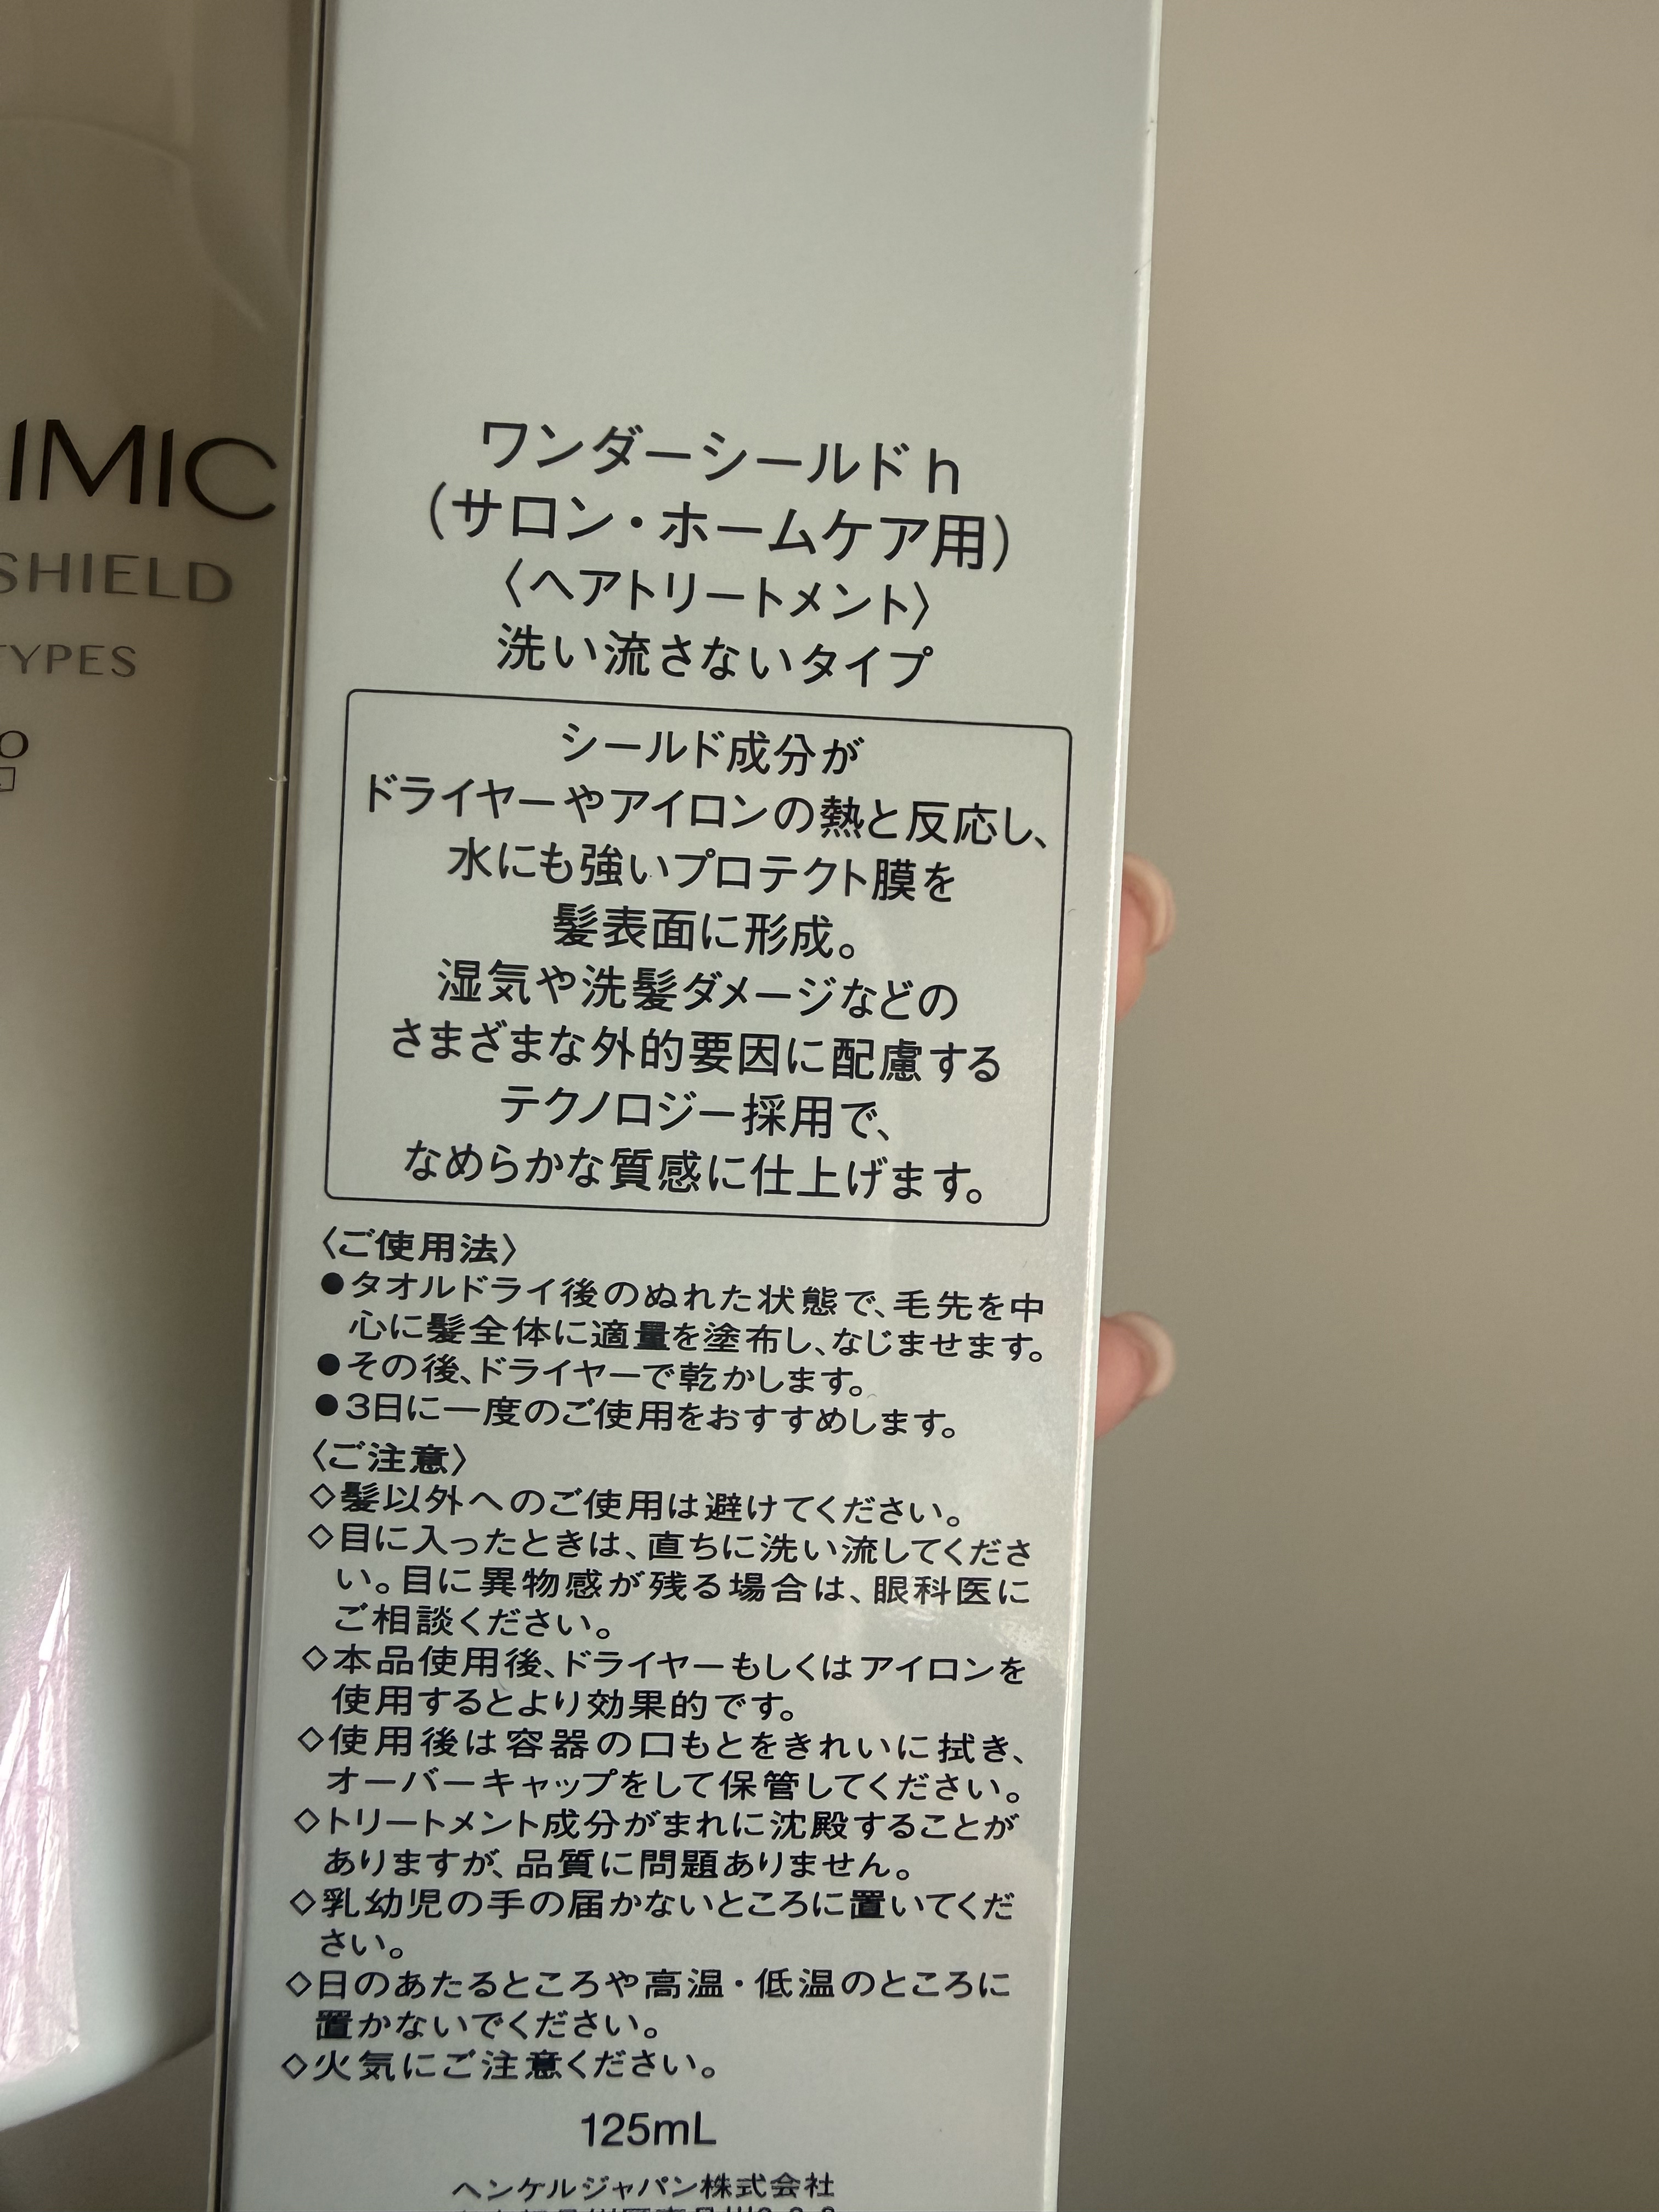 IMIC
SHIELD
TYPES
ワンダーシールド h
(サロン・ホームケア用)
〈ヘアトリートメント〉
洗い流さないタイプ
シールド成分が
ドライヤーやアイロンの熱と反応し、
水にも強いプロテクト膜を
髪表面に形成。
湿気や洗髪ダメージなどの
さまざまな外的要因に配慮する
テクノロジー採用で、
なめらかな質感に仕上げます。
〈ご使用法〉
●タオルドライ後のぬれた状態で、毛先を中
心に髪全体に適量を塗布し、なじませます。
●その後、ドライヤーで乾かします。
●3日に一度のご使用をおすすめします。
〈ご注意〉
◇髪以外へのご使用は避けてください。
◇目に入ったときは、直ちに洗い流してくださ
い。目に異物感が残る場合は、眼科医に
ご相談ください。
◇本品使用後、ドライヤーもしくはアイロンを
使用するとより効果的です。
◇使用後は容器の口もとをきれいに拭き、
オーバーキャップをして保管してください。
◇トリートメント成分がまれに沈殿することが
ありますが、品質に問題ありません。
◇乳幼児の手の届かないところに置いてくだ
さい。
◇日のあたるところや高温・低温のところに
置かないでください。
◇火気にご注意ください。
125mL
ヘンケルジャパン株式会社